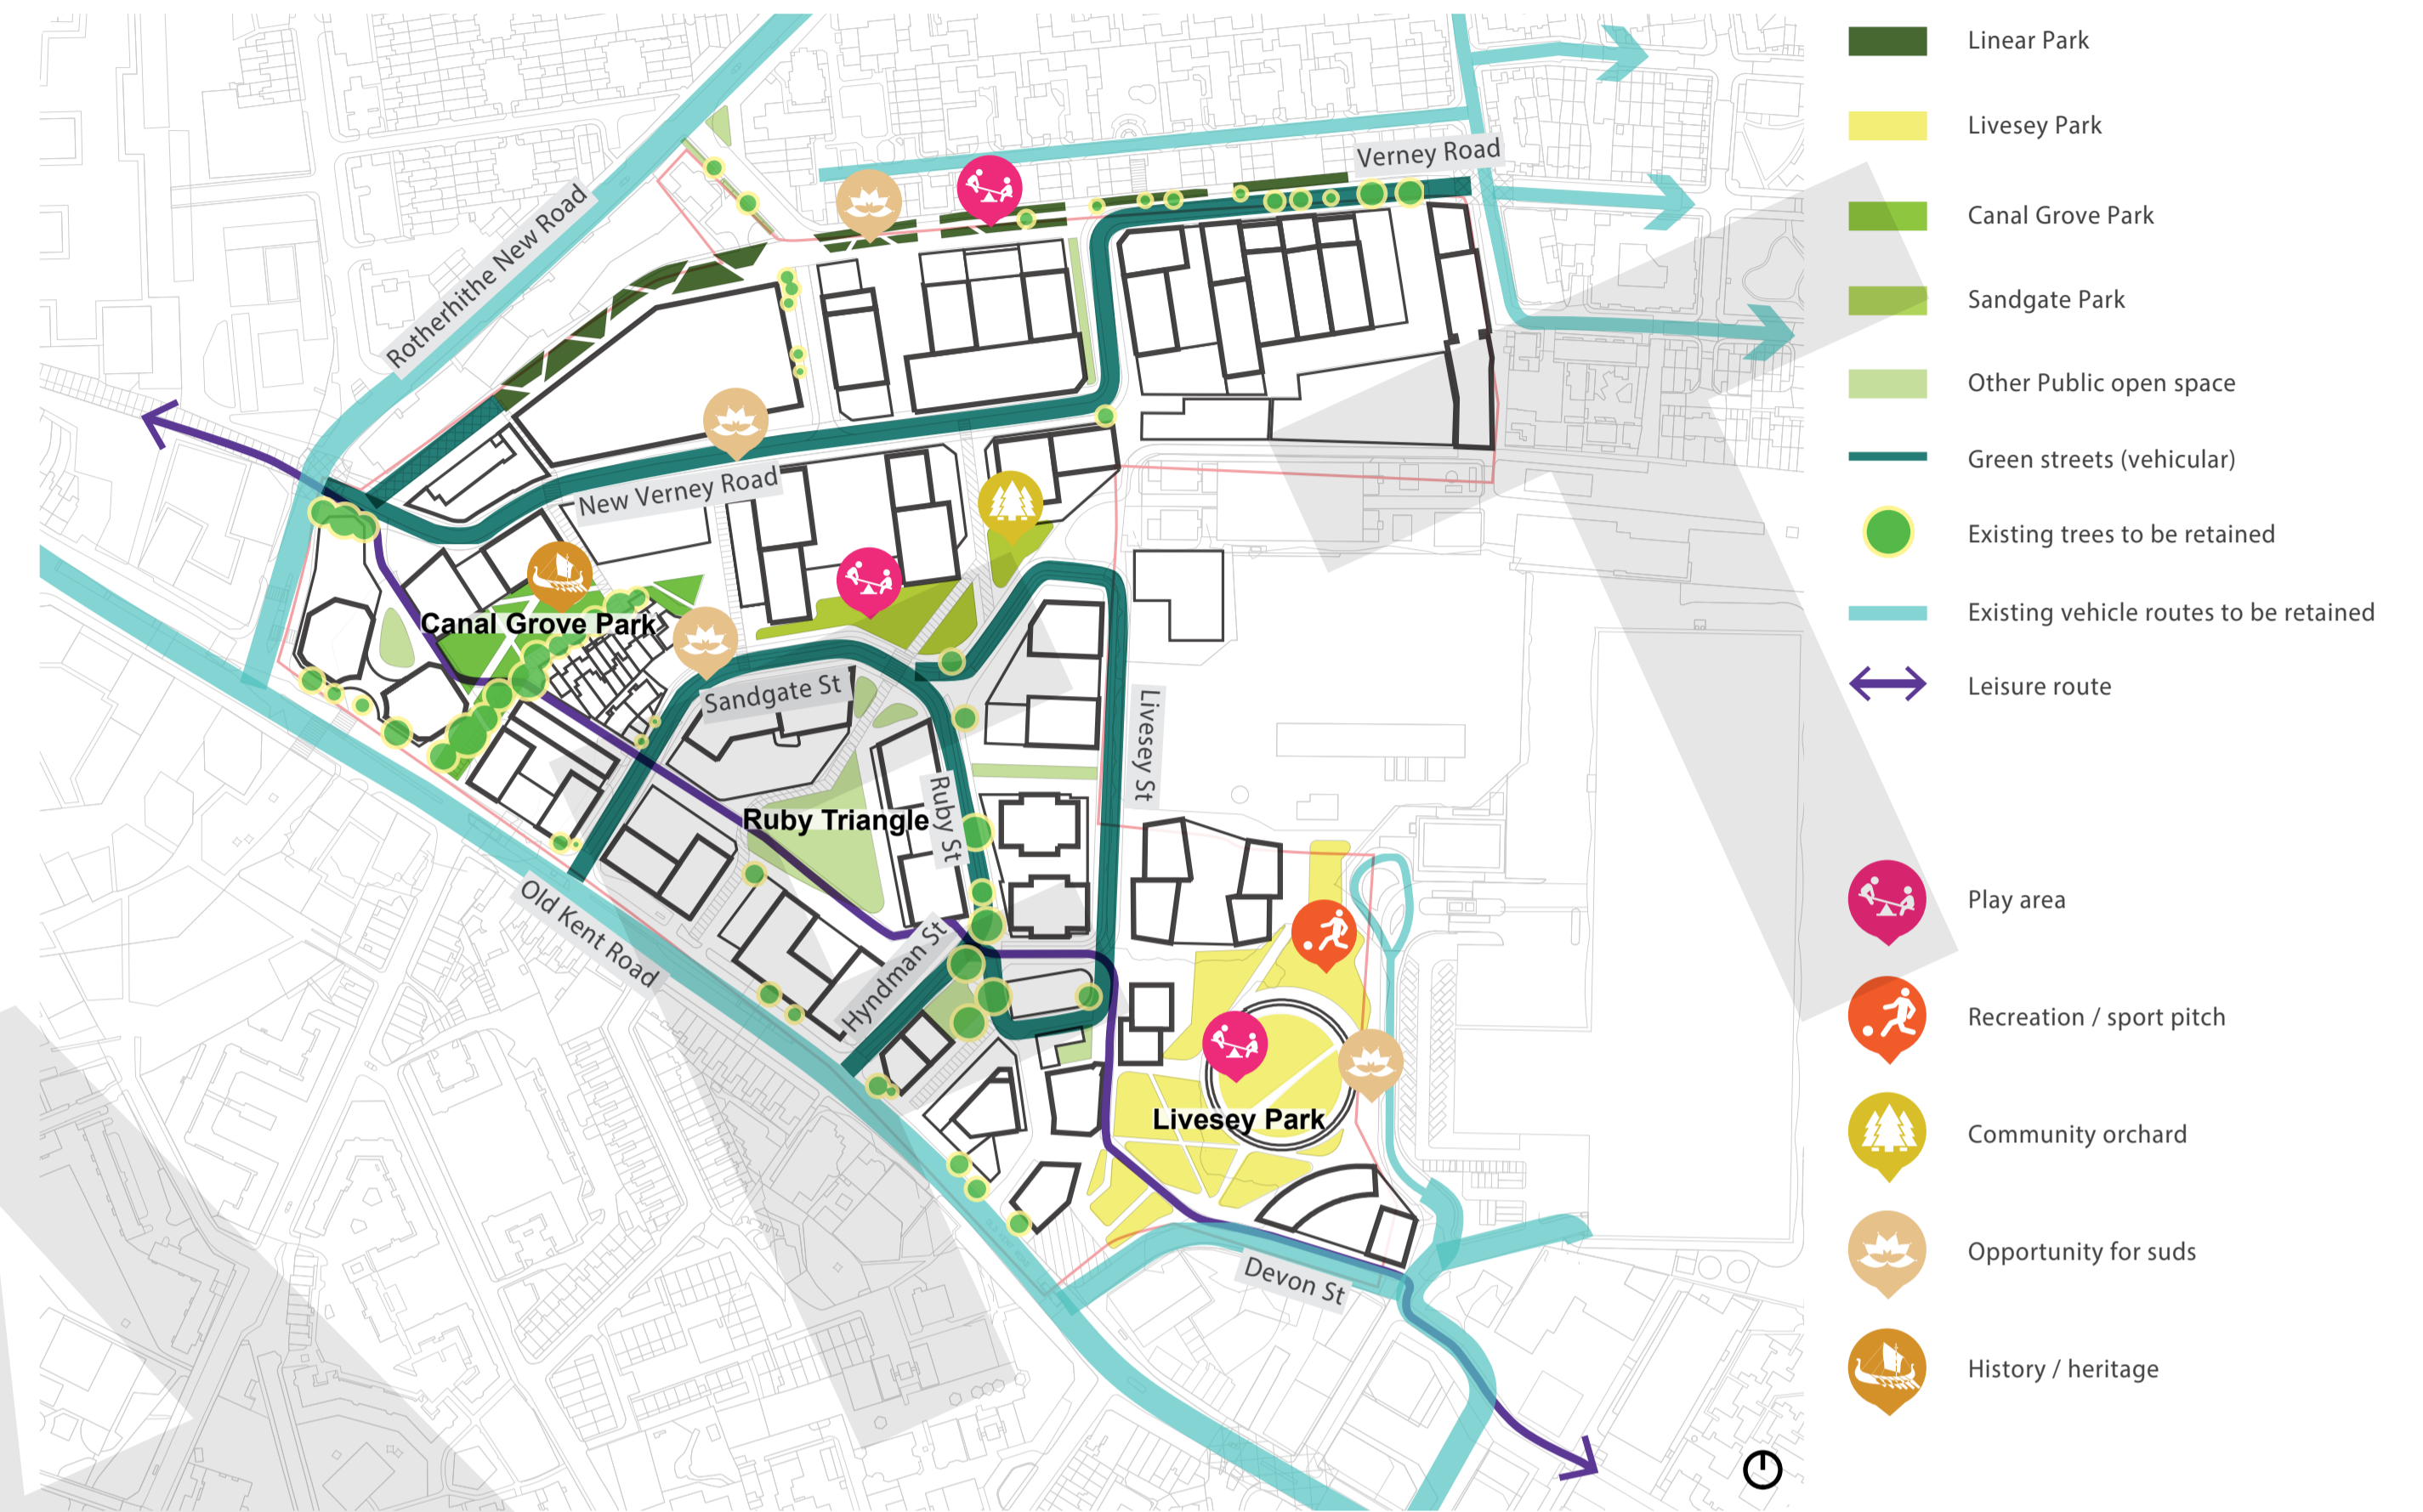 Rotherhithe New Road
Verney Road
New Verney Road
Canal Grove Park
Sandgate St
Ruby Triangle
Ruby St
Livesey St
Hyndman St
Old Kent Road
Livesey Park
Devon St
Linear Park
Livesey Park
Canal Grove Park
Sandgate Park
Other Public open space
Green streets (vehicular)
Existing trees to be retained
Existing vehicle routes to be retained
Leisure route
Play area
Recreation / sport pitch
Community orchard
Opportunity for suds
History / heritage